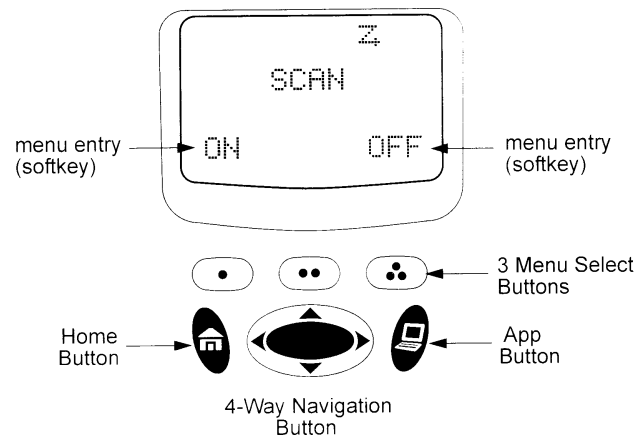 SCAN
menu entry
(softkey)
ON
OFF
menu entry
(softkey)
3 Menu Select
Buttons
Home
Button
App
Button
4-Way Navigation
Button